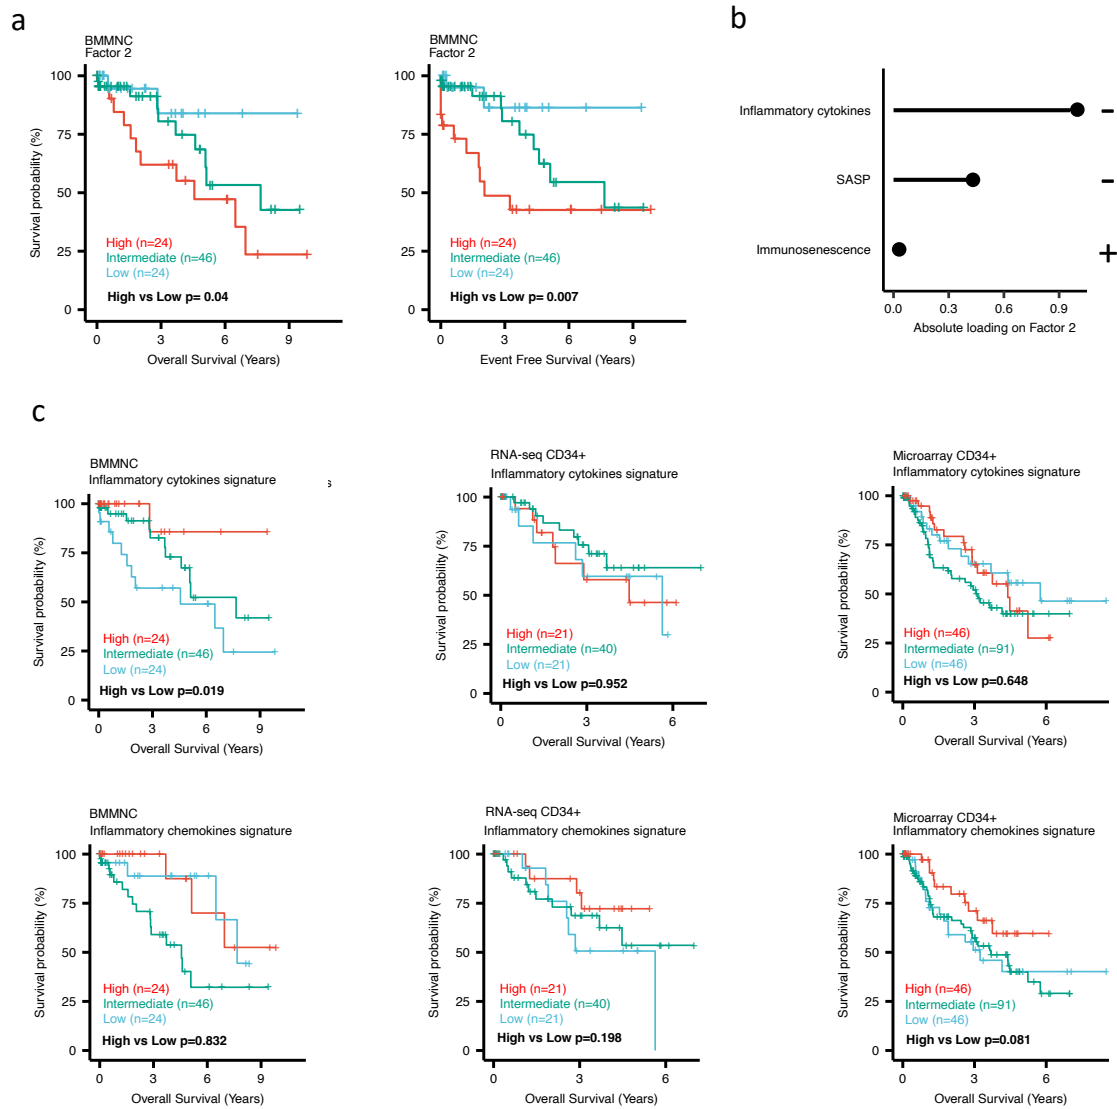 a
BMMNC
Factor 2
Survival probability (%)
100
75
50
25
0
High (n=24)
Intermediate (n=46)
Low (n=24)
High vs Low p= 0.04
0 3 6 9
Overall Survival (Years)
BMMNC
Factor 2
100
75
50
25
0
High (n=24)
Intermediate (n=46)
Low (n=24)
High vs Low p= 0.007
0 3 6 9
Event Free Survival (Years)
b
Inflammatory cytokines −
SASP −
Immunosenescence +
0.0 0.3 0.6 0.9
Absolute loading on Factor 2
c
BMMNC
Inflammatory cytokines signature
s
Survival probability (%)
100
75
50
25
0
High (n=24)
Intermediate (n=46)
Low (n=24)
High vs Low p=0.019
0 3 6 9
Overall Survival (Years)
RNA-seq CD34+
Inflammatory cytokines signature
Survival probability (%)
100
75
50
25
0
High (n=21)
Intermediate (n=40)
Low (n=21)
High vs Low p=0.952
0 3 6
Overall Survival (Years)
Microarray CD34+
Inflammatory cytokines signature
Survival probability (%)
100
75
50
25
0
High (n=46)
Intermediate (n=91)
Low (n=46)
High vs Low p=0.648
0 3 6
Overall Survival (Years)
BMMNC
Inflammatory chemokines signature
Survival probability (%)
100
75
50
25
0
High (n=24)
Intermediate (n=46)
Low (n=24)
High vs Low p=0.832
0 3 6 9
Overall Survival (Years)
RNA-seq CD34+
Inflammatory chemokines signature
Survival probability (%)
100
75
50
25
0
High (n=21)
Intermediate (n=40)
Low (n=21)
High vs Low p=0.198
0 3 6
Overall Survival (Years)
Microarray CD34+
Inflammatory chemokines signature
Survival probability (%)
100
75
50
25
0
High (n=46)
Intermediate (n=91)
Low (n=46)
High vs Low p=0.081
0 3 6
Overall Survival (Years)